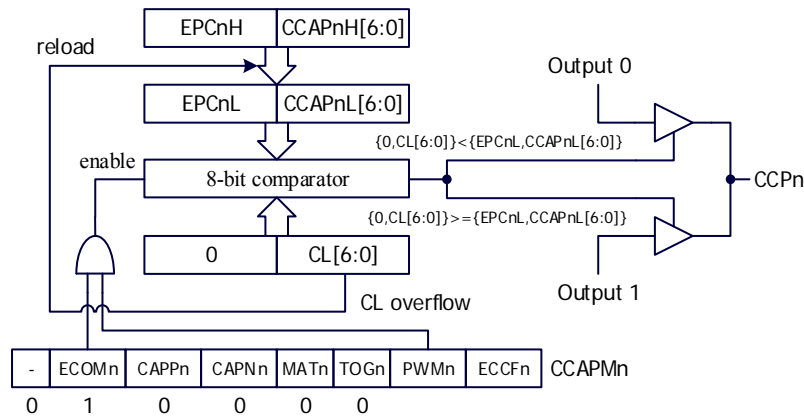 EPCnH CCAPnH[6:0]
reload
Output 0
EPCnL CCAPnL[6:0]
{0,CL[6:0]}<{EPCnL,CCAPnL[6:0]}
enable
8-bit comparator
CCPn
{0,CL[6:0]}>={EPCnL,CCAPnL[6:0]}
0 CL[6:0]
Output 1
CL overflow
- ECOMn CAPPn CAPNn MATn TOGn PWMn ECCFn CCAPMn
0 1 0 0 0 0